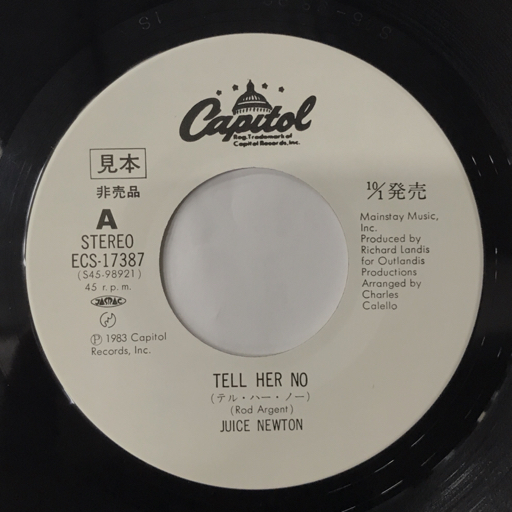 Capitol
Reg. Trademark of
Capitol Records, Inc.
見本
非売品
A
STEREO
ECS-17387
(S45-98921)
45 r.p.m.
JASRAC
Ⓟ 1983 Capitol
Records, Inc.
10/1発売
Mainstay Music,
Inc.
Produced by
Richard Landis
for Outlandis
Productions
Arranged by
Charles
Calello
TELL HER NO
(テル・ハー・ノー)
(Rod Argent)
JUICE NEWTON